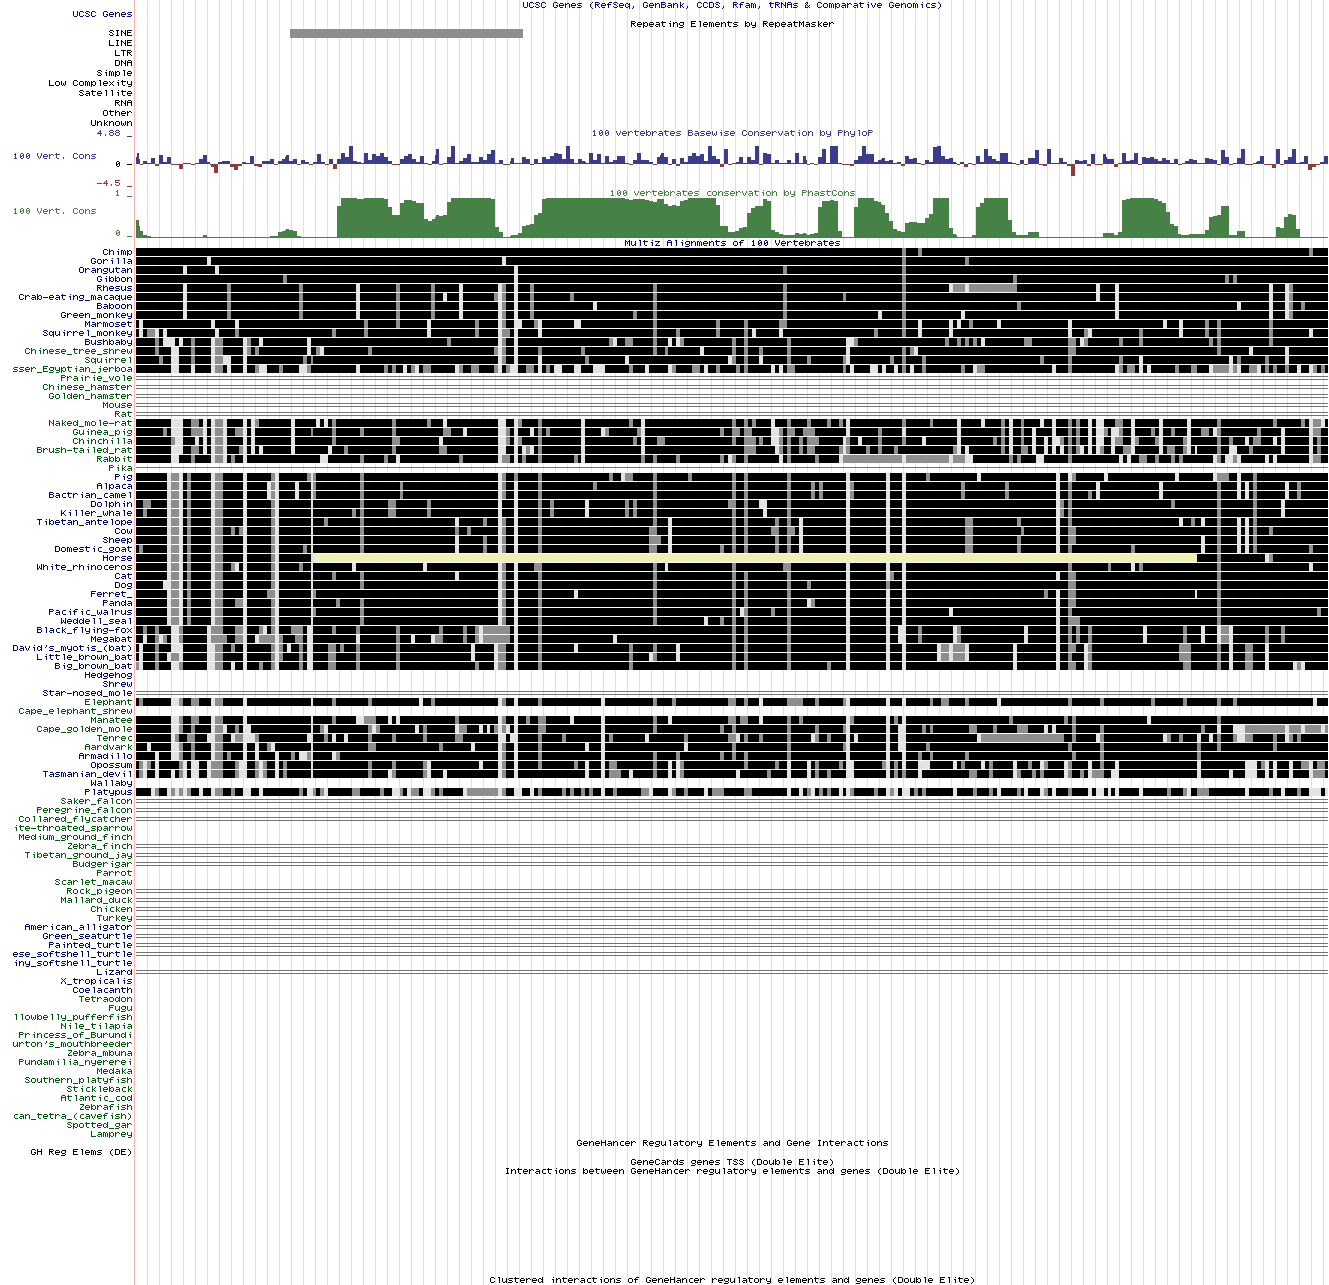 UCSC Genes (RefSeq, GenBank, CCDS, Rfam, tRNAs & Comparative Genomics)
UCSC Genes
Repeating Elements by RepeatMasker
SINE
LINE
LTR
DNA
Simple
Low Complexity
Satellite
RNA
Other
Unknown
100 vertebrates Basewise Conservation by PhyloP
4.88 _
100 Vert. Cons
0 _
-4.5 _
100 vertebrates conservation by PhastCons
1 _
100 Vert. Cons
0 _
Multiz Alignments of 100 Vertebrates
Chimp
Gorilla
Orangutan
Gibbon
Rhesus
Crab-eating_macaque
Baboon
Green_monkey
Marmoset
Squirrel_monkey
Bushbaby
Chinese_tree_shrew
Squirrel
sser_Egyptian_jerboa
Prairie_vole
Chinese_hamster
Golden_hamster
Mouse
Rat
Naked_mole-rat
Guinea_pig
Chinchilla
Brush-tailed_rat
Rabbit
Pika
Pig
Alpaca
Bactrian_camel
Dolphin
Killer_whale
Tibetan_antelope
Cow
Sheep
Domestic_goat
Horse
White_rhinoceros
Cat
Dog
Ferret_
Panda
Pacific_walrus
Weddell_seal
Black_flying-fox
Megabat
David's_myotis_(bat)
Little_brown_bat
Big_brown_bat
Hedgehog
Shrew
Star-nosed_mole
Elephant
Cape_elephant_shrew
Manatee
Cape_golden_mole
Tenrec
Aardvark
Armadillo
Opossum
Tasmanian_devil
Wallaby
Platypus
Saker_falcon
Peregrine_falcon
Collared_flycatcher
ite-throated_sparrow
Medium_ground_finch
Zebra_finch
Tibetan_ground_jay
Budgerigar
Parrot
Scarlet_macaw
Rock_pigeon
Mallard_duck
Chicken
Turkey
American_alligator
Green_seaturtle
Painted_turtle
ese_softshell_turtle
iny_softshell_turtle
Lizard
X_tropicalis
Coelacanth
Tetraodon
Fugu
llowbelly_pufferfish
Nile_tilapia
Princess_of_Burundi
urton's_mouthbreeder
Zebra_mbuna
Pundamilia_nyererei
Medaka
Southern_platyfish
Stickleback
Atlantic_cod
Zebrafish
can_tetra_(cavefish)
Spotted_gar
Lamprey
GeneHancer Regulatory Elements and Gene Interactions
GH Reg Elems (DE)
GeneCards genes TSS (Double Elite)
Interactions between GeneHancer regulatory elements and genes (Double Elite)
Clustered interactions of GeneHancer regulatory elements and genes (Double Elite)